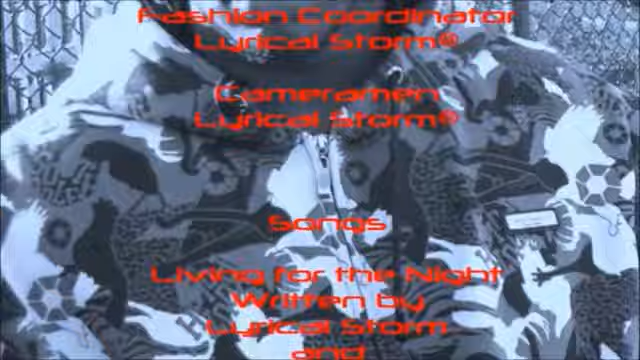 Fashion Coordinator
Lyrical Storm®
Cameramen
Lyrical Storm®
Songs
Living for the Night
Written by
Lyrical Storm
and